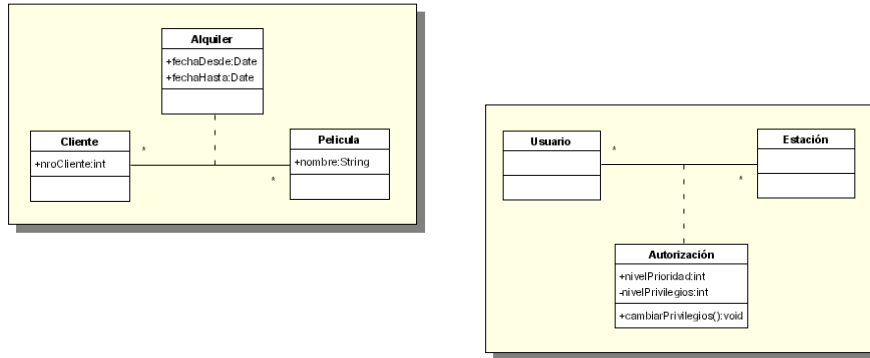 Alquiler
+fechaDesde:Date
+fechaHasta:Date
Cliente
+nroCliente:int
*
Pelicula
+nombre:String
*
Usuario
*
Estación
*
Autorización
+nivelPrioridad:int
-nivelPrivilegios:int
+cambiarPrivilegios():void